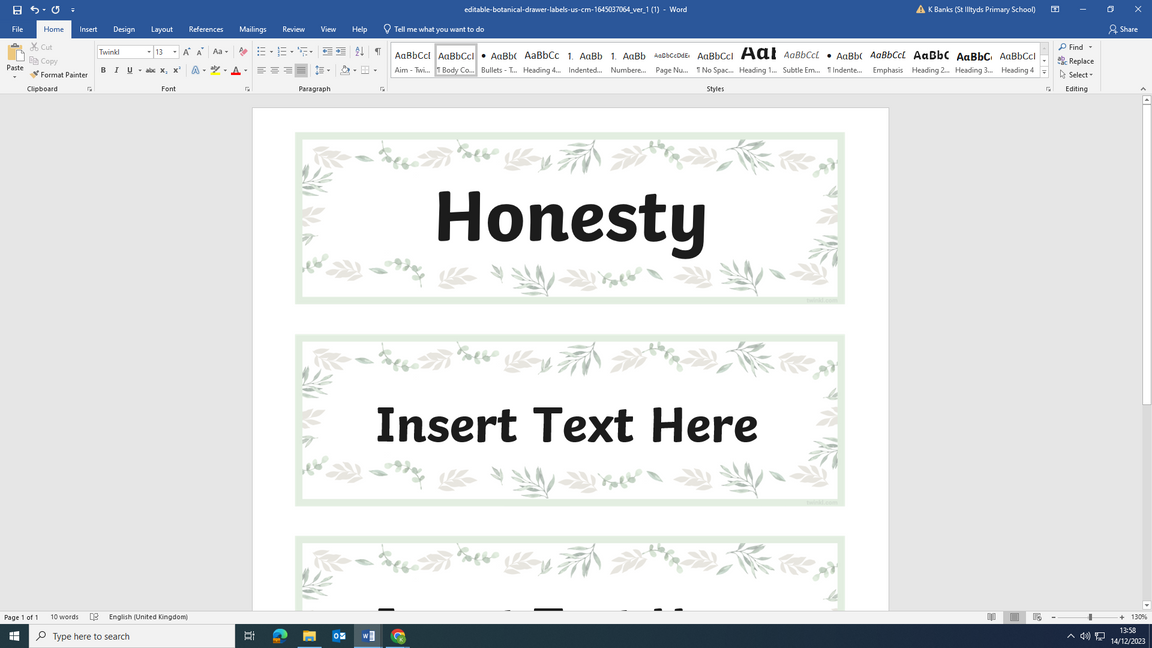 editable-botanical-drawer-labels-us-cm-1645037064_ver_1 (1) - Word
K Banks (St Illtyds Primary School)
File Home Insert Design Layout References Mailings Review View Help Tell me what you want to do
Share
Paste
Cut
Copy
Format Painter
Clipboard
Twinkl 13
Font
Paragraph
AaBbCcI AaBbCcI AaBbC AaBbCc 1. AaBb 1. AaBb AaBbCcDdE AaBbCcI AaI AaBbCcL AaBbC AaBbCcL AaBbC AaBbC AaBbCcI
Aim - Twi... ¶ Body Co... Bullets - T... Heading 4... Indented... Numbere... Page Nu... ¶ No Spac... Heading 1... Subtle Em... ¶ Indente... Emphasis Heading 2... Heading 3... Heading 4
Styles
Find
Replace
Select
Editing
Honesty
Insert Text Here
Page 1 of 1 10 words English (United Kingdom)
130%
Type here to search
13:58
14/12/2023